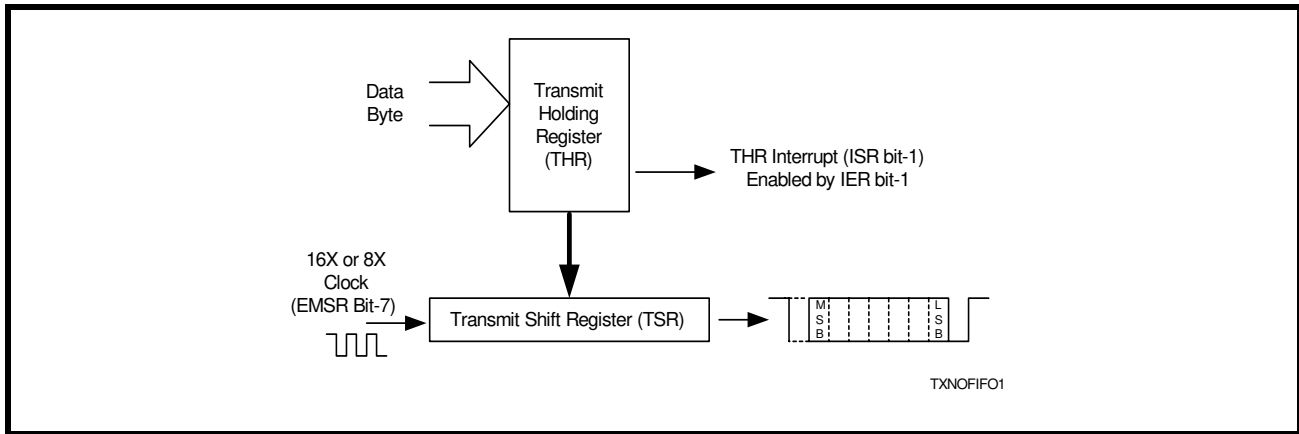 Data
Byte
Transmit
Holding
Register
(THR)
THR Interrupt (ISR bit-1)
Enabled by IER bit-1
16X or 8X
Clock
(EMSR Bit-7)
Transmit Shift Register (TSR)
M
S
B
L
S
B
TXNOFIFO1